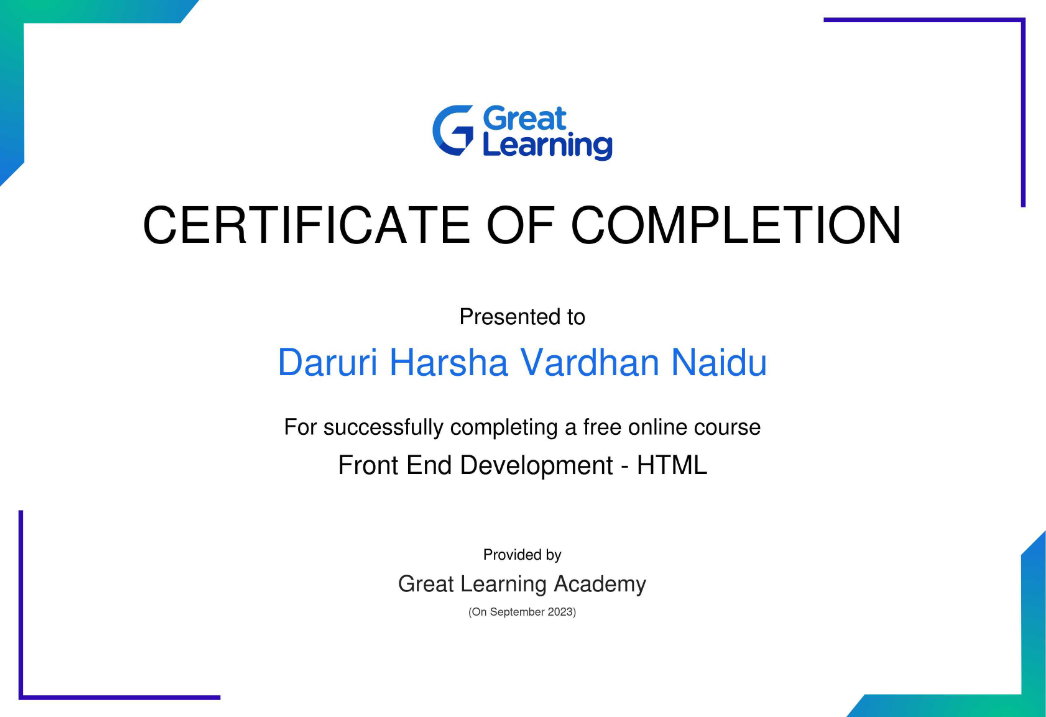 Great
Learning
CERTIFICATE OF COMPLETION
Presented to
Daruri Harsha Vardhan Naidu
For successfully completing a free online course
Front End Development - HTML
Provided by
Great Learning Academy
(On September 2023)